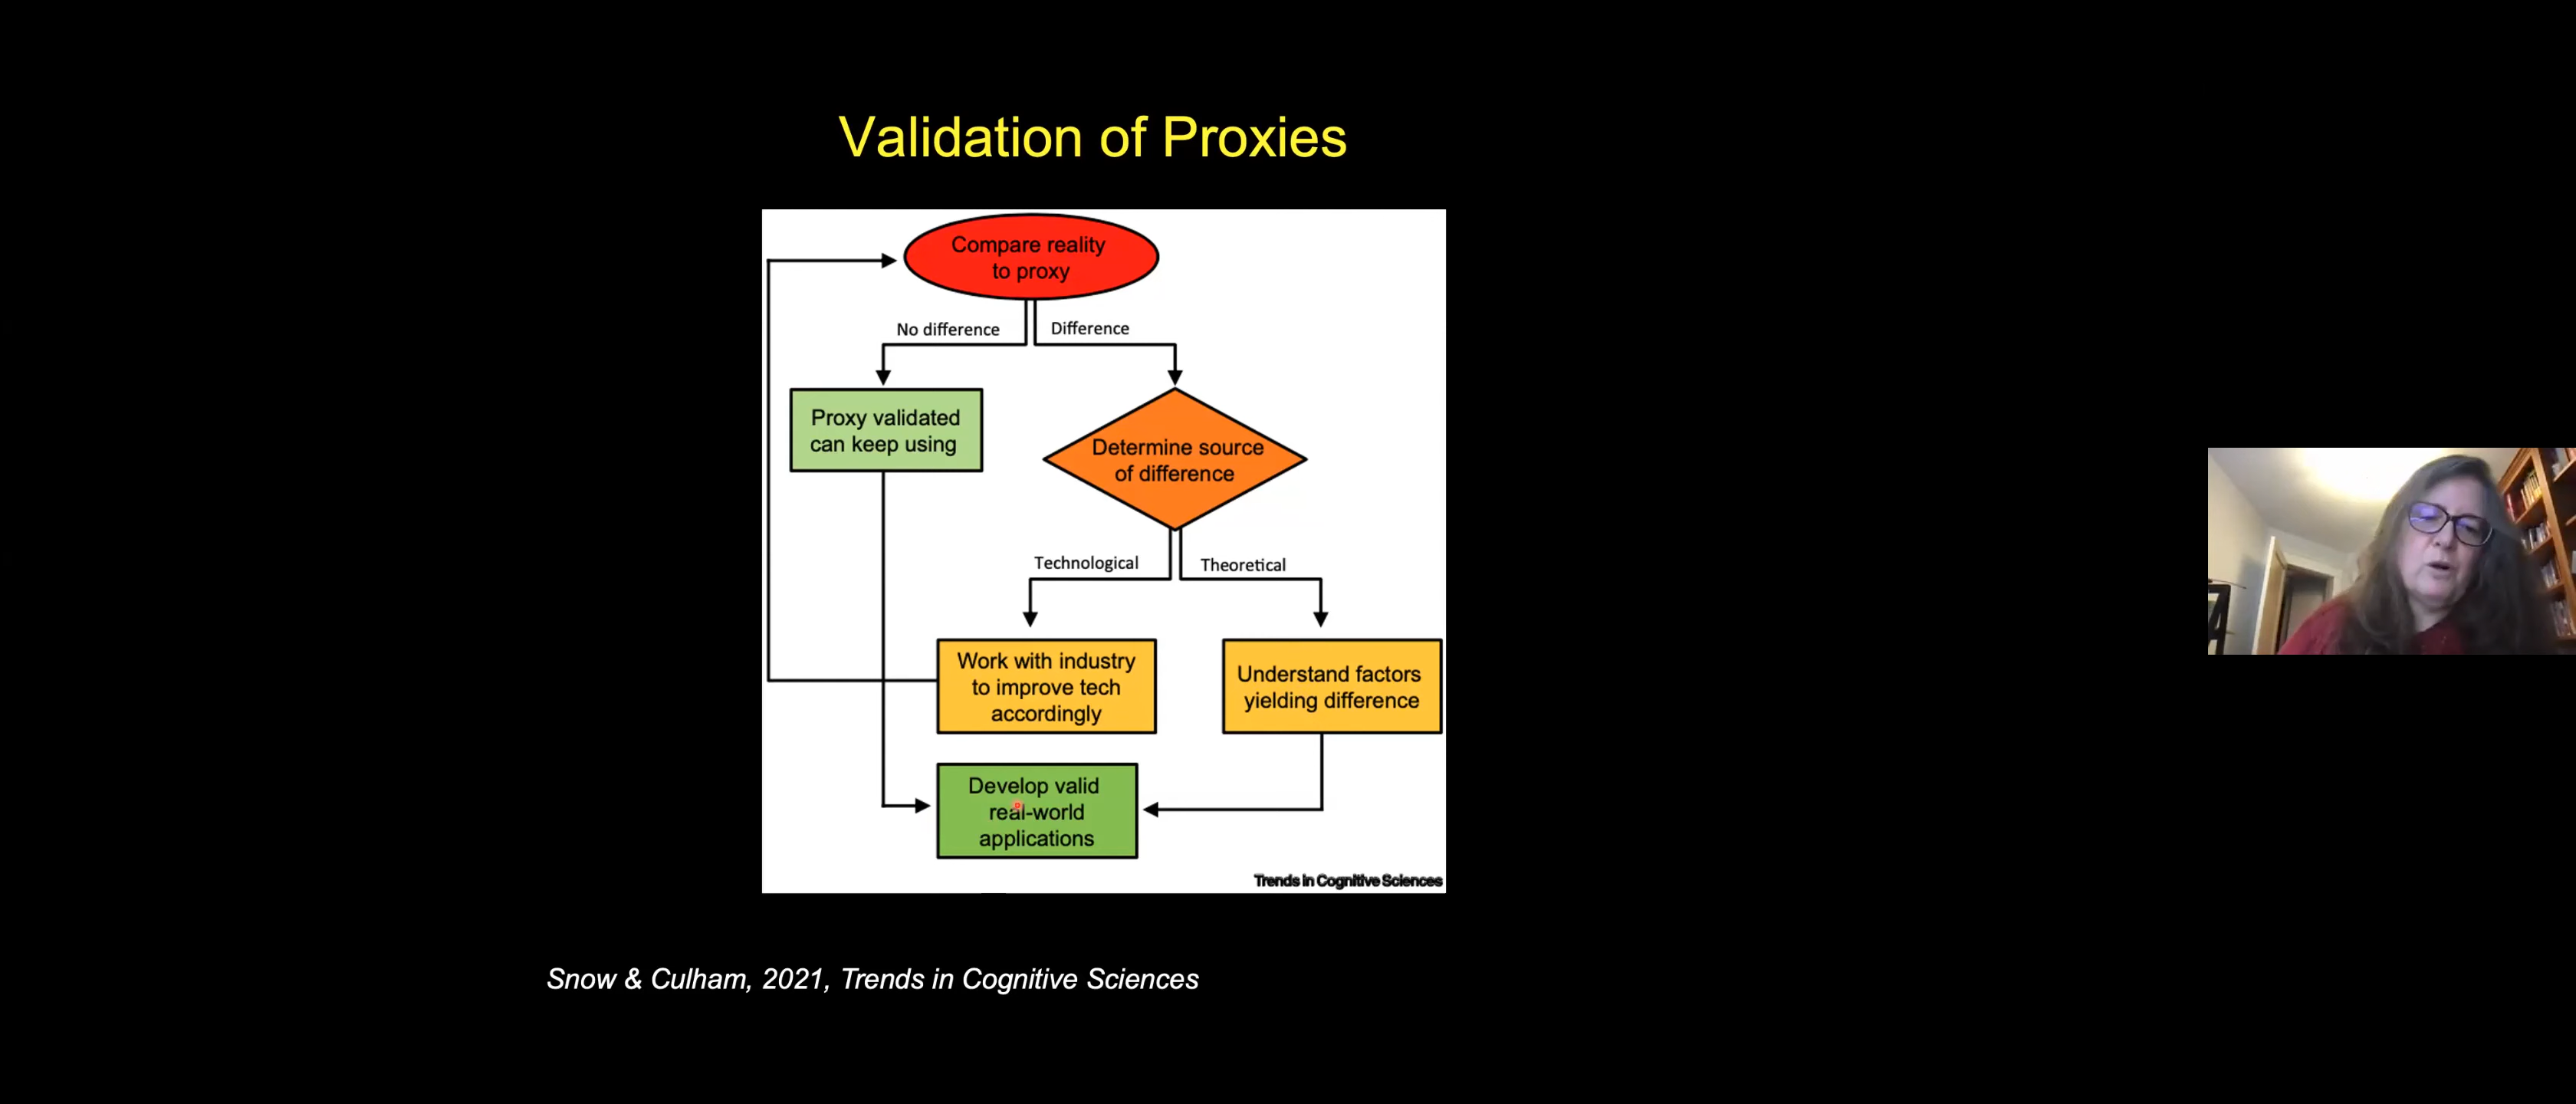 Validation of Proxies
Compare reality
to proxy
No difference
Difference
Proxy validated
can keep using
Determine source
of difference
Technological
Theoretical
Work with industry
to improve tech
accordingly
Understand factors
yielding difference
Develop valid
real-world
applications
Trends in Cognitive Sciences
Snow & Culham, 2021, Trends in Cognitive Sciences